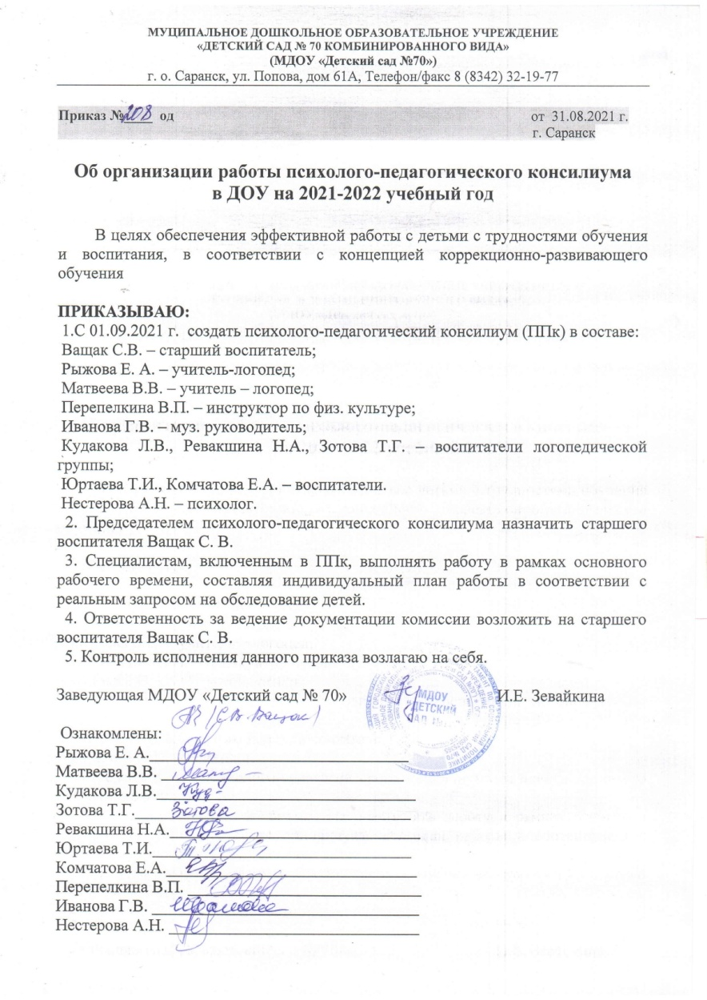 МУЦИПАЛЬНОЕ ДОШКОЛЬНОЕ ОБРАЗОВАТЕЛЬНОЕ УЧРЕЖДЕНИЕ
«ДЕТСКИЙ САД № 70 КОМБИНИРОВАННОГО ВИДА»
(МДОУ «Детский сад №70»)
г. о. Саранск, ул. Попова, дом 61А, Телефон/факс 8 (8342) 32-19-77
Приказ № 208 од от 31.08.2021 г.
г. Саранск
Об организации работы психолого-педагогического консилиума
в ДОУ на 2021-2022 учебный год
В целях обеспечения эффективной работы с детьми с трудностями обучения
и воспитания, в соответствии с концепцией коррекционно-развивающего
обучения
ПРИКАЗЫВАЮ:
1.С 01.09.2021 г. создать психолого-педагогический консилиум (ППк) в составе:
Ващак С.В. – старший воспитатель;
Рыжова Е. А. – учитель-логопед;
Матвеева В.В. – учитель – логопед;
Перепелкина В.П. – инструктор по физ. культуре;
Иванова Г.В. – муз. руководитель;
Кудакова Л.В., Ревакшина Н.А., Зотова Т.Г. – воспитатели логопедической
группы;
Юртаева Т.И., Комчатова Е.А. – воспитатели.
Нестерова А.Н. – психолог.
2. Председателем психолого-педагогического консилиума назначить старшего
воспитателя Ващак С. В.
3. Специалистам, включенным в ППк, выполнять работу в рамках основного
рабочего времени, составляя индивидуальный план работы в соответствии с
реальным запросом на обследование детей.
4. Ответственность за ведение документации комиссии возложить на старшего
воспитателя Ващак С. В.
5. Контроль исполнения данного приказа возлагаю на себя.
Заведующая МДОУ «Детский сад № 70» И.Е. Зевайкина
МДОУ
"ДЕТСКИЙ
(С.В. Ващак)
Ознакомлены:
Рыжова Е. А.
Матвеева В.В.
Кудакова Л.В.
Зотова Т.Г. Зотова
Ревакшина Н.А.
Юртаева Т.И.
Комчатова Е.А.
Перепелкина В.П.
Иванова Г.В.
Нестерова А.Н.